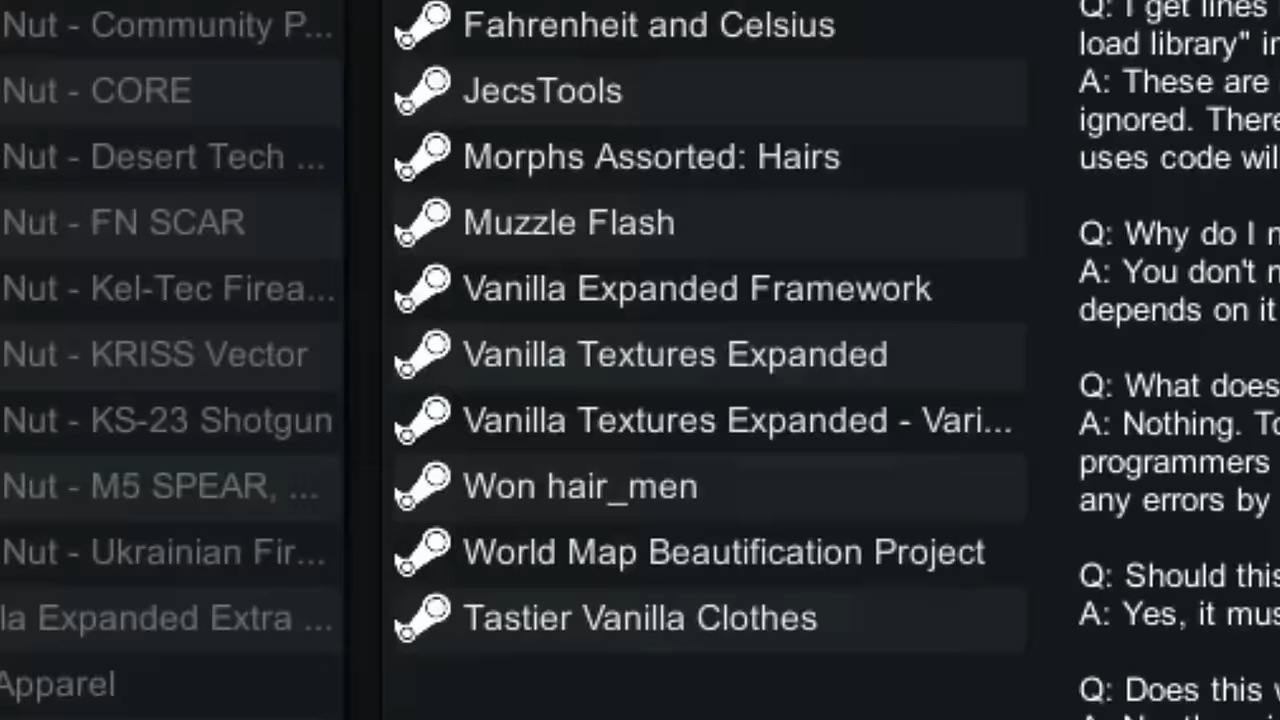 Nut - Community P...
Nut - CORE
Nut - Desert Tech ...
Nut - FN SCAR
Nut - Kel-Tec Firea...
Nut - KRISS Vector
Nut - KS-23 Shotgun
Nut - M5 SPEAR, ...
Nut - Ukrainian Fir...
la Expanded Extra ...
Apparel
Fahrenheit and Celsius
JecsTools
Morphs Assorted: Hairs
Muzzle Flash
Vanilla Expanded Framework
Vanilla Textures Expanded
Vanilla Textures Expanded - Vari...
Won hair_men
World Map Beautification Project
Tastier Vanilla Clothes
Q: I get lines
load library" in
A: These are
ignored. There
uses code wil
Q: Why do I n
A: You don't n
depends on it
Q: What does
A: Nothing. To
programmers
any errors by
Q: Should this
A: Yes, it mus
Q: Does this